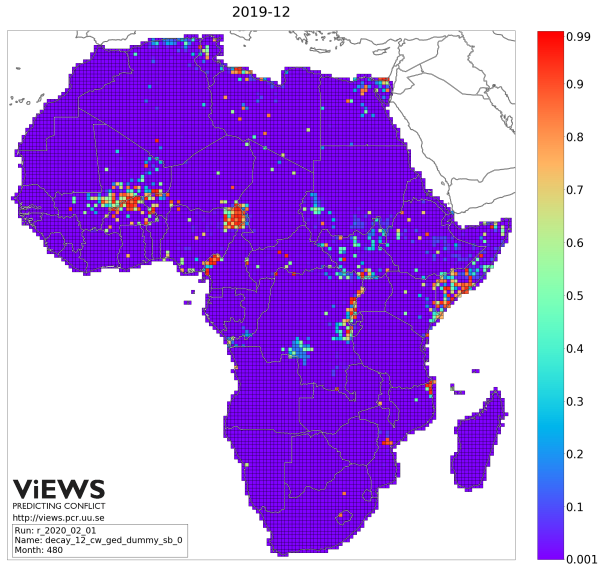 2019-12
0.99
0.9
0.8
0.7
0.6
0.5
0.4
0.3
0.2
0.1
0.001
ViEWS
PREDICTING CONFLICT
http://views.pcr.uu.se
Run: r_2020_02_01
Name: decay_12_cw_ged_dummy_sb_0
Month: 480